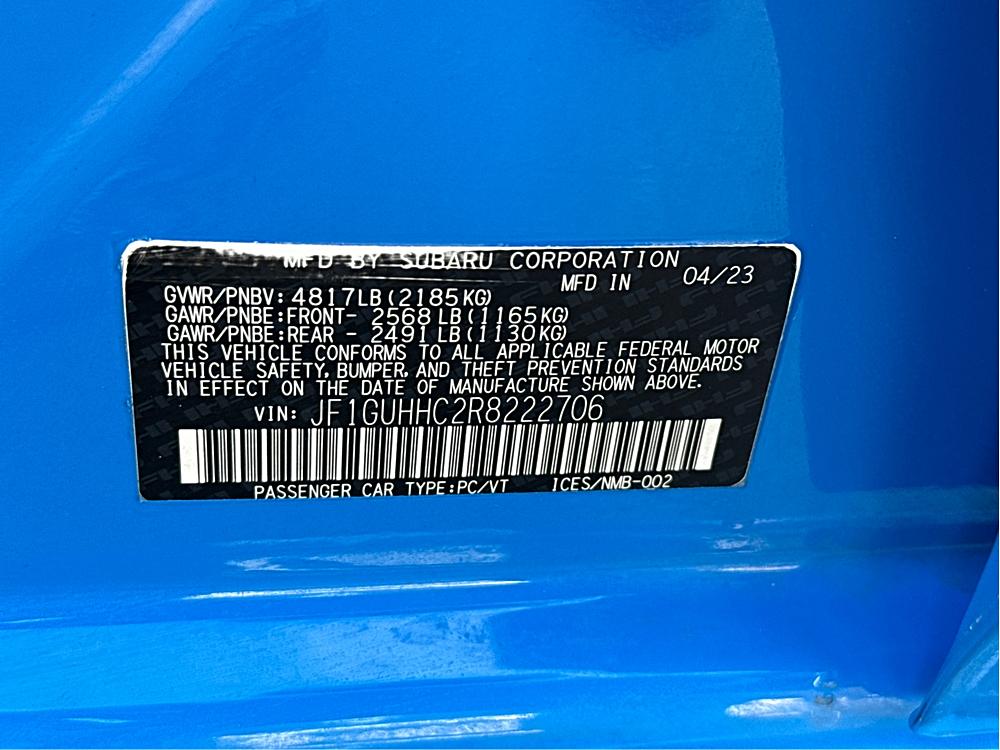 MFD BY SUBARU CORPORATION
MFD IN 04/23
GVWR/PNBV: 4817LB(2185KG)
GAWR/PNBE:FRONT- 2568LB(1165KG)
GAWR/PNBE:REAR - 2491LB(1130KG)
THIS VEHICLE CONFORMS TO ALL APPLICABLE FEDERAL MOTOR
VEHICLE SAFETY, BUMPER, AND THEFT PREVENTION STANDARDS
IN EFFECT ON THE DATE OF MANUFACTURE SHOWN ABOVE.
VIN: JF1GUHHC2R8222706
PASSENGER CAR TYPE:PC/VT ICES/NMB-002